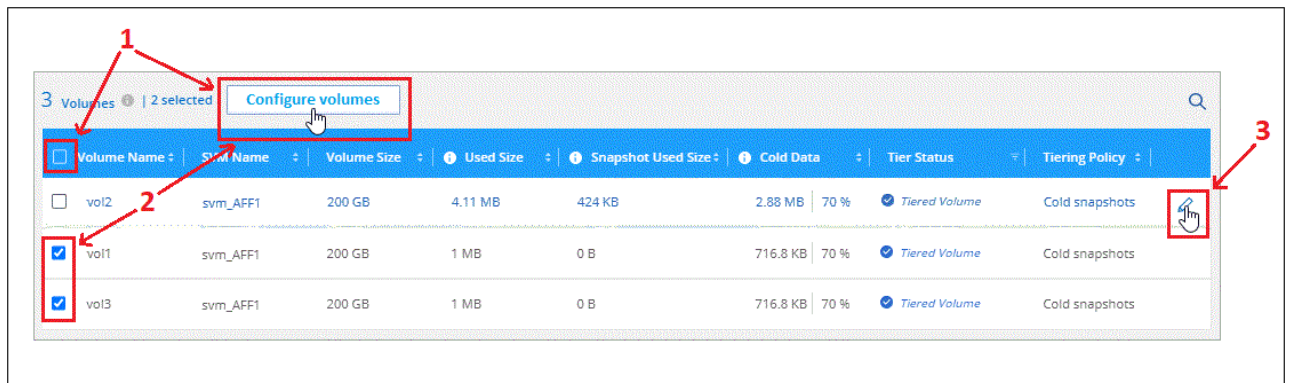 1
3 Volumes | 2 selected Configure volumes
3
Volume Name SVM Name Volume Size Used Size Snapshot Used Size Cold Data Tier Status Tiering Policy
2
vol2 svm_AFF1 200 GB 4.11 MB 424 KB 2.88 MB 70 % Tiered Volume Cold snapshots
vol1 svm_AFF1 200 GB 1 MB 0 B 716.8 KB 70 % Tiered Volume Cold snapshots
vol3 svm_AFF1 200 GB 1 MB 0 B 716.8 KB 70 % Tiered Volume Cold snapshots